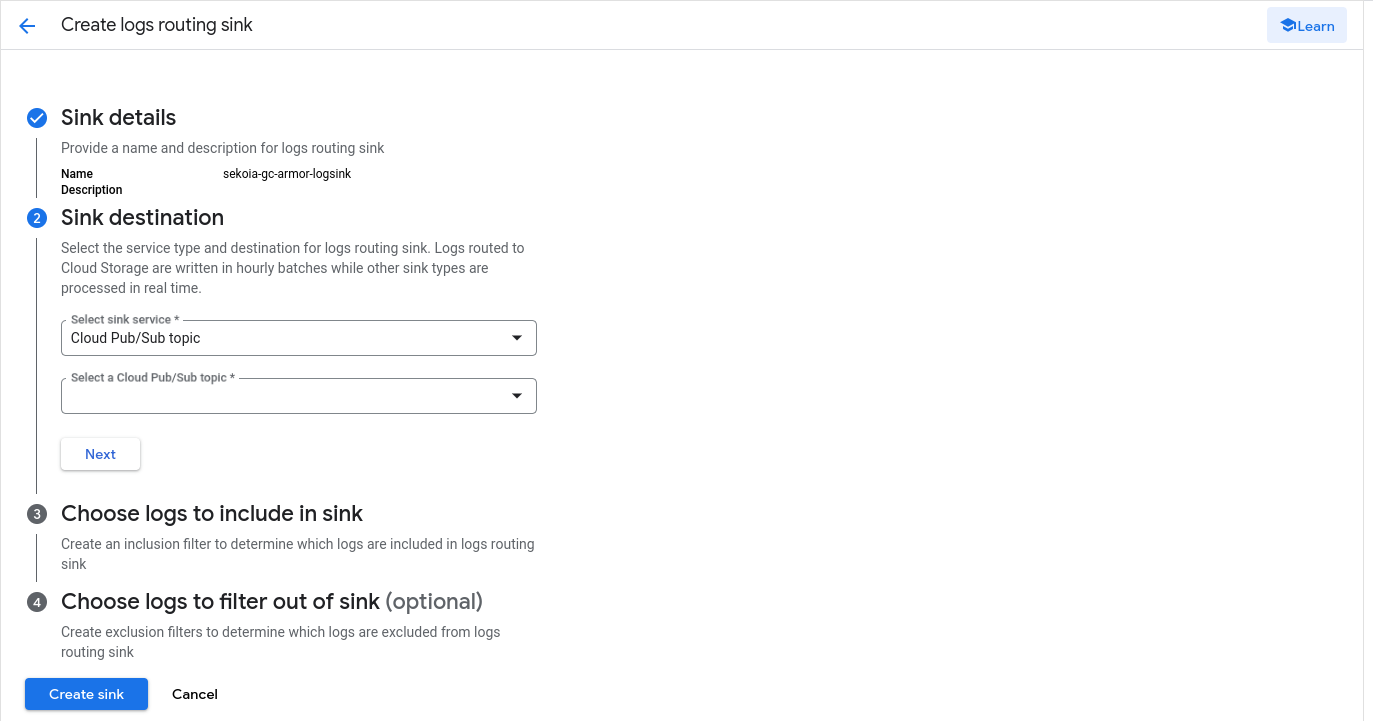 Create logs routing sink
Learn
Sink details
Provide a name and description for logs routing sink
Name sekoia-gc-armor-logsink
Description
2 Sink destination
Select the service type and destination for logs routing sink. Logs routed to
Cloud Storage are written in hourly batches while other sink types are
processed in real time.
Select sink service *
Cloud Pub/Sub topic
Select a Cloud Pub/Sub topic *
Next
3 Choose logs to include in sink
Create an inclusion filter to determine which logs are included in logs routing
sink
4 Choose logs to filter out of sink (optional)
Create exclusion filters to determine which logs are excluded from logs
routing sink
Create sink Cancel